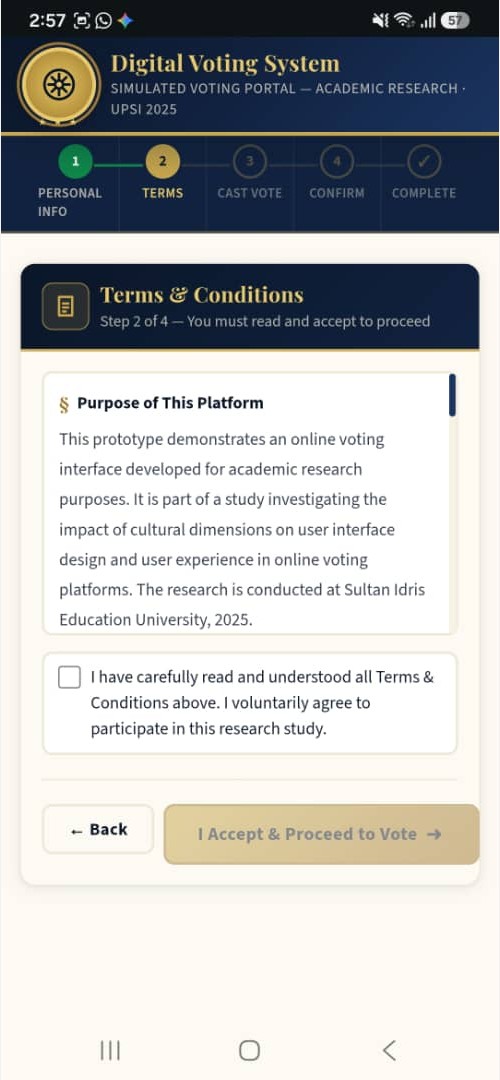 2:57
57
Digital Voting System
SIMULATED VOTING PORTAL — ACADEMIC RESEARCH ·
UPSI 2025
1
2
3
4
✓
PERSONAL
INFO
TERMS
CAST VOTE
CONFIRM
COMPLETE
Terms & Conditions
Step 2 of 4 — You must read and accept to proceed
§ Purpose of This Platform
This prototype demonstrates an online voting
interface developed for academic research
purposes. It is part of a study investigating the
impact of cultural dimensions on user interface
design and user experience in online voting
platforms. The research is conducted at Sultan Idris
Education University, 2025.
I have carefully read and understood all Terms &
Conditions above. I voluntarily agree to
participate in this research study.
← Back
I Accept & Proceed to Vote →